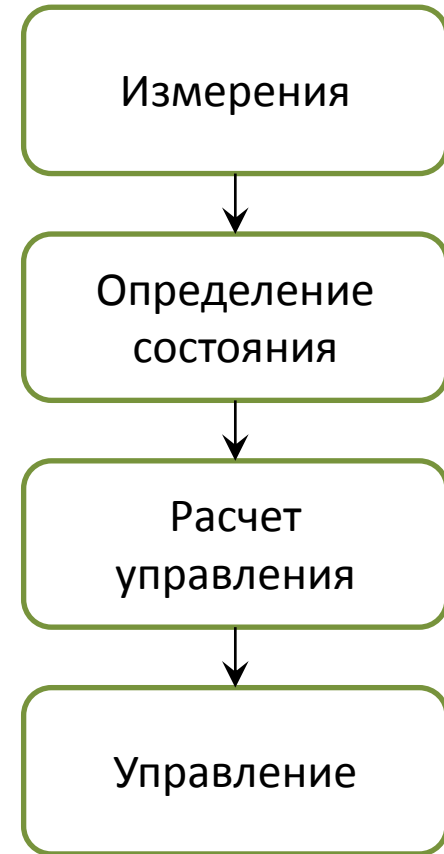 Измерения
Определение
состояния
Расчет
управления
Управление